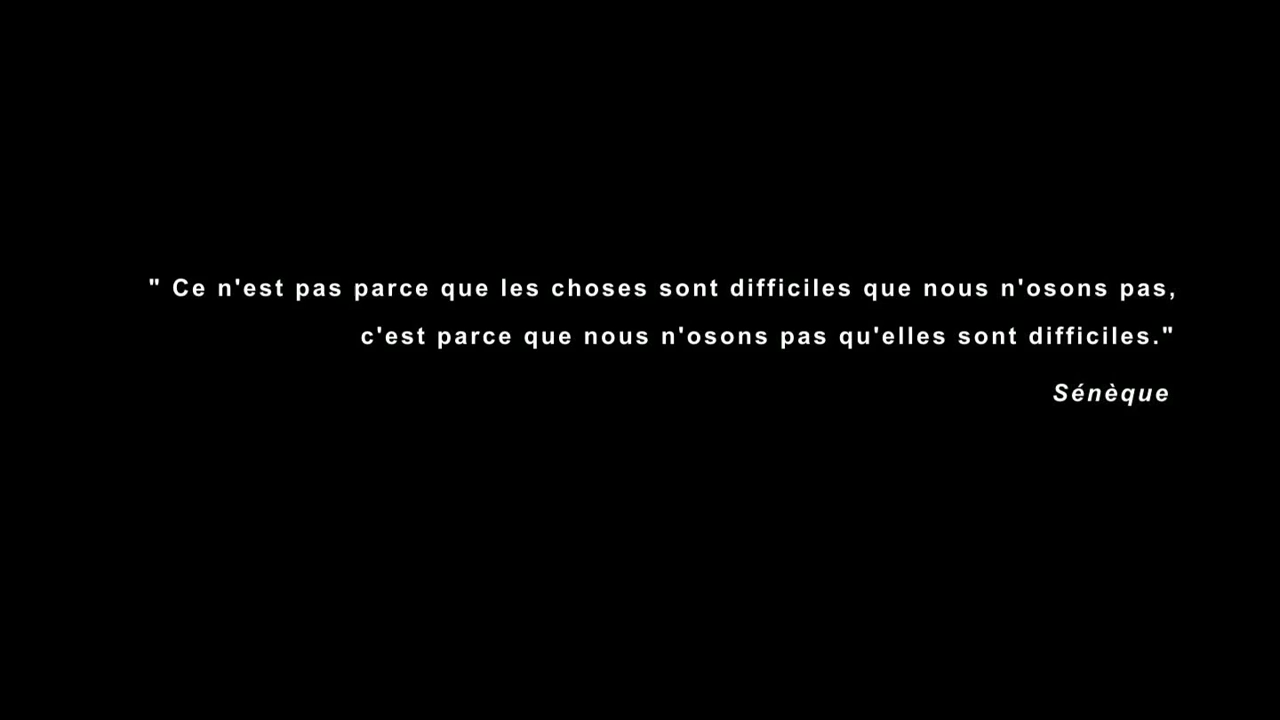 " Ce n'est pas parce que les choses sont difficiles que nous n'osons pas,
c'est parce que nous n'osons pas qu'elles sont difficiles."
Sénèque